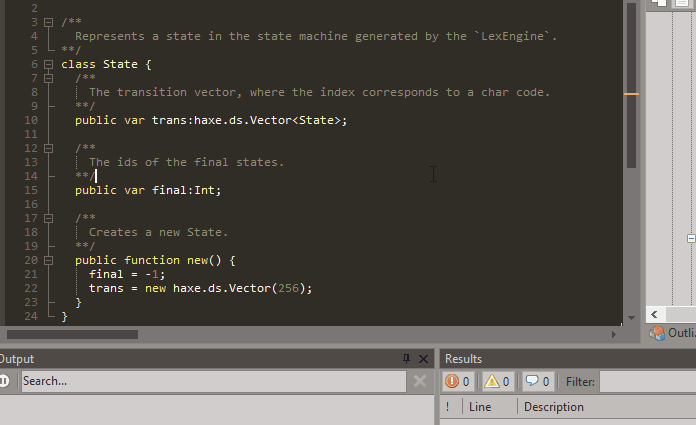 2
3 /**
4 Represents a state in the state machine generated by the `LexEngine`.
5 **/
6 class State {
7 /**
8 The transition vector, where the index corresponds to a char code.
9 **/
10 public var trans:haxe.ds.Vector<State>;
11
12 /**
13 The ids of the final states.
14 **/
15 public var final:Int;
16
17 /**
18 Creates a new State.
19 **/
20 public function new() {
21 final = -1;
22 trans = new haxe.ds.Vector(256);
23 }
24 }
Outli
Output
Results
Search...
0 0 0 Filter:
! Line Description